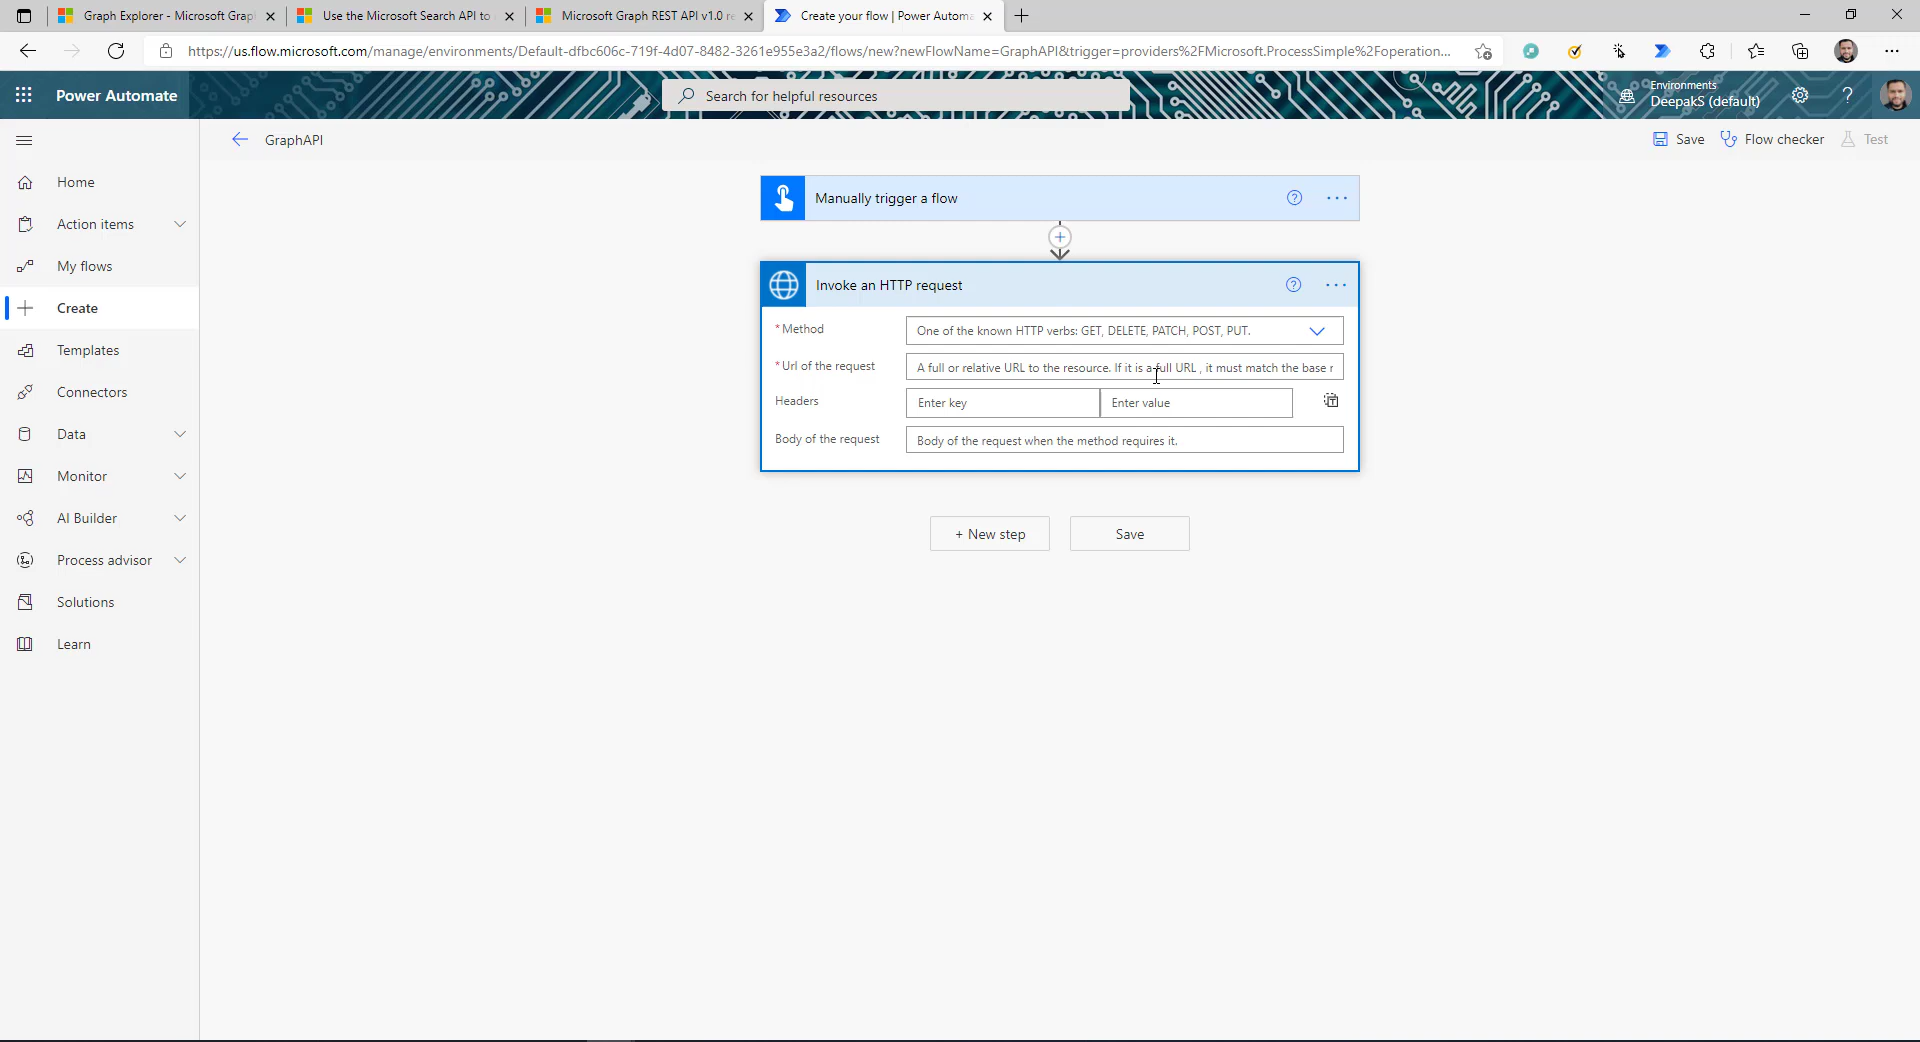 Graph Explorer - Microsoft Grap
Use the Microsoft Search API to
Microsoft Graph REST API v1.0 re
Create your flow | Power Automa
https://us.flow.microsoft.com/manage/environments/Default-dfbc606c-719f-4d07-8482-3261e955e3a2/flows/new?newFlowName=GraphAPI&trigger=providers%2FMicrosoft.ProcessSimple%2Foperation...
Power Automate
Search for helpful resources
Environments
DeepakS (default)
GraphAPI
Save
Flow checker
Test
Home
Action items
My flows
Create
Templates
Connectors
Data
Monitor
AI Builder
Process advisor
Solutions
Learn
Manually trigger a flow
Invoke an HTTP request
*Method
One of the known HTTP verbs: GET, DELETE, PATCH, POST, PUT.
*Url of the request
A full or relative URL to the resource. If it is a full URL , it must match the base r
Headers
Enter key
Enter value
Body of the request
Body of the request when the method requires it.
+ New step
Save